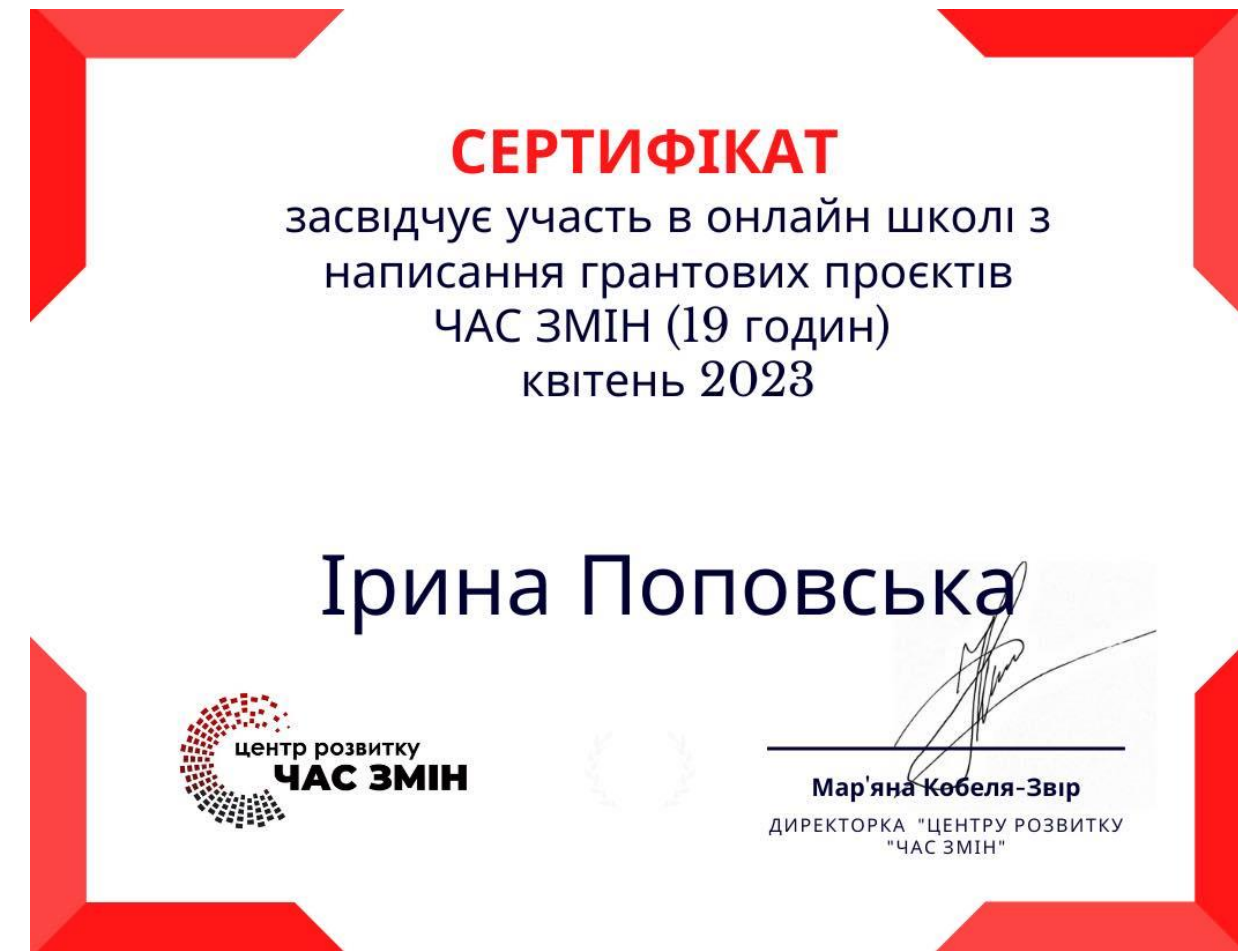 СЕРТИФІКАТ
засвідчує участь в онлайн школі з
написання грантових проєктів
ЧАС ЗМІН (19 годин)
квітень 2023
Ірина Поповська
центр розвитку
ЧАС ЗМІН
Мар'яна Кобеля-Звір
ДИРЕКТОРКА "ЦЕНТРУ РОЗВИТКУ
"ЧАС ЗМІН"